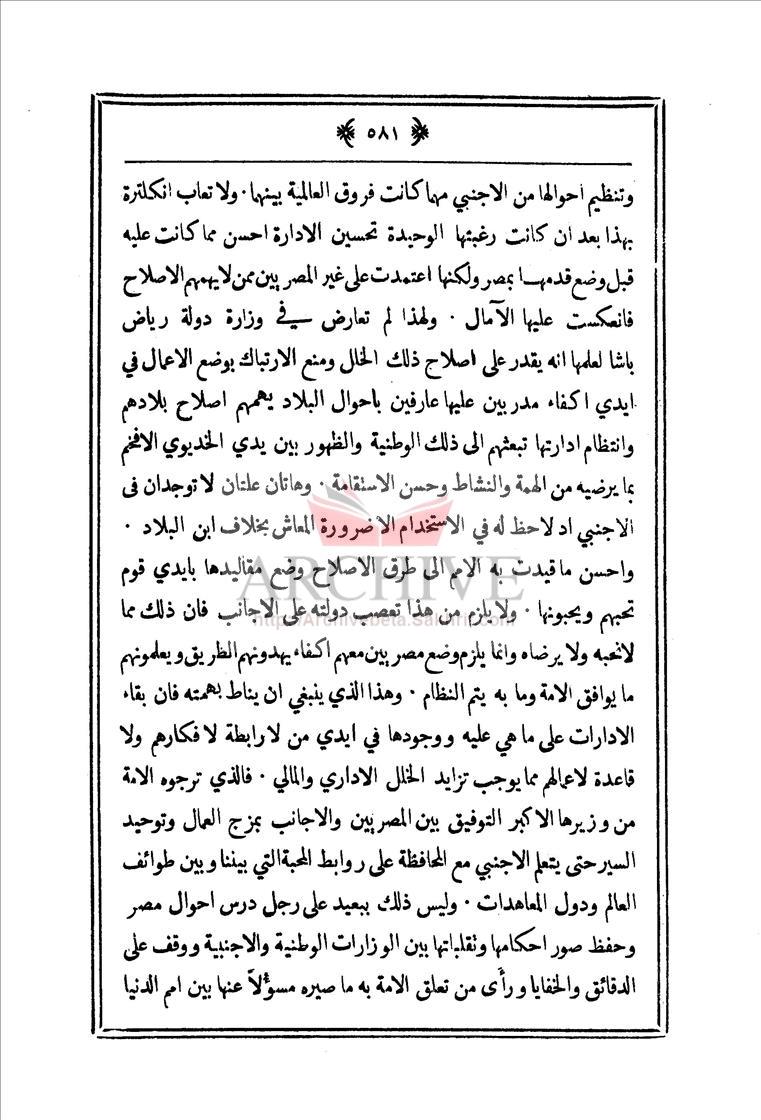 ﴿ ٥٨١ ﴾
وتنظيم احوالها من الاجنبي مهما كانت فروق العالمية بينهما · ولا تعاب انكلترة
بهذا بعد ان كانت رغبتها الوحيدة تحسين الادارة احسن مما كانت عليه
قبل وضع قدمها بمصر ولكنها اعتمدت على غير المصريين ممن لا يهمهم الاصلاح
فانعكست عليها الآمال · ولهذا لم تعارض في وزارة دولة رياض
باشا لعلمها انه يقدر على اصلاح ذلك الخلل ومنع الارتباك بوضع الاعمال في
ايدي اكفاء مدربين عليها عارفين باحوال البلاد يهمهم اصلاح بلادهم
وانتظام ادارتها تبعثهم الى ذلك الوطنية والظهور بين يدي الخديوي الافخم
بما يرضيه من الهمة والنشاط وحسن الاستقامة · وهاتان علتان لا توجدان فى
الاجنبي اذ لاحظ له في الاستخدام الا ضرورة المعاش بخلاف ابن البلاد ·
واحسن ما قيدت به الامم الى طرق الاصلاح وضع مقاليدها بايدي قوم
تحبهم ويحبونها · ولا يلزم من هذا تعصب دولته على الاجانب فان ذلك مما
لا نحبه ولا يرضاه وانما يلزم وضع مصربين معهم اكفاء يهدونهم الطريق ويعلمونهم
ما يوافق الامة وما به يتم النظام · وهذا الذي ينبغي ان يناط بهمته فان بقاء
الادارات على ما هي عليه ووجودها في ايدي من لا رابطة لافكارهم ولا
قاعدة لاعمالهم مما يوجب تزايد الخلل الاداري والمالي · فالذي ترجوه الامة
من وزيرها الاكبر التوفيق بين المصريين والاجانب بمزج العمال وتوحيد
السير حتى يتعلم الاجنبي مع المحافظة على روابط المحبة التي بيننا وبين طوائف
العالم ودول المعاهدات · وليس ذلك ببعيد على رجل درس احوال مصر
وحفظ صور احكامها وتقلباتها بين الوزارات الوطنية والاجنبية ووقف على
الدقائق والخفايا ورأى من تعلق الامة به ما صيره مسؤلاً عنها بين امم الدنيا
ARCHIVE
http://Archivebeta.Sakhrit.com